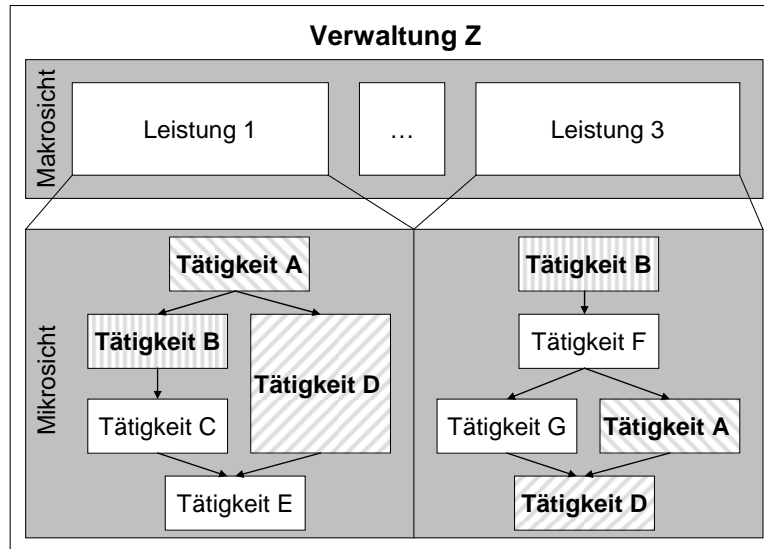 Verwaltung Z
Makrosicht
Leistung 1
…
Leistung 3
Mikrosicht
Tätigkeit A
Tätigkeit B
Tätigkeit D
Tätigkeit C
Tätigkeit E
Tätigkeit B
Tätigkeit F
Tätigkeit G
Tätigkeit A
Tätigkeit D